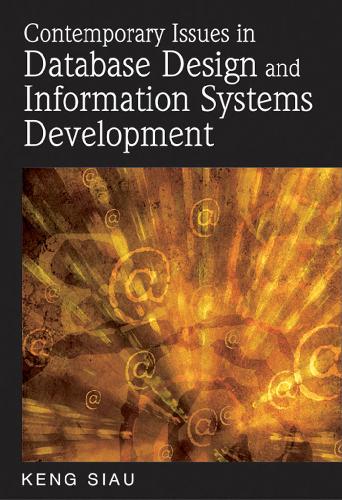 Contemporary Issues in
Database Design and
Information Systems
Development
@
@
@
@
@
@
@
@
@
@
@
@
@
@
KENG SIAU